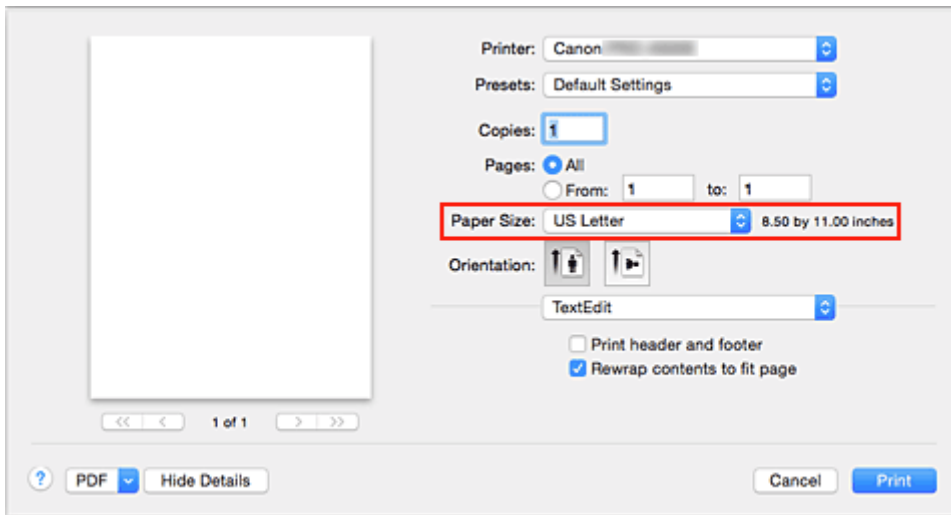 Printer: Canon
Presets: Default Settings
Copies: 1
Pages: All
From: 1 to: 1
Paper Size: US Letter 8.50 by 11.00 inches
Orientation:
TextEdit
Print header and footer
Rewrap contents to fit page
<< < 1 of 1 > >>
? PDF Hide Details Cancel Print